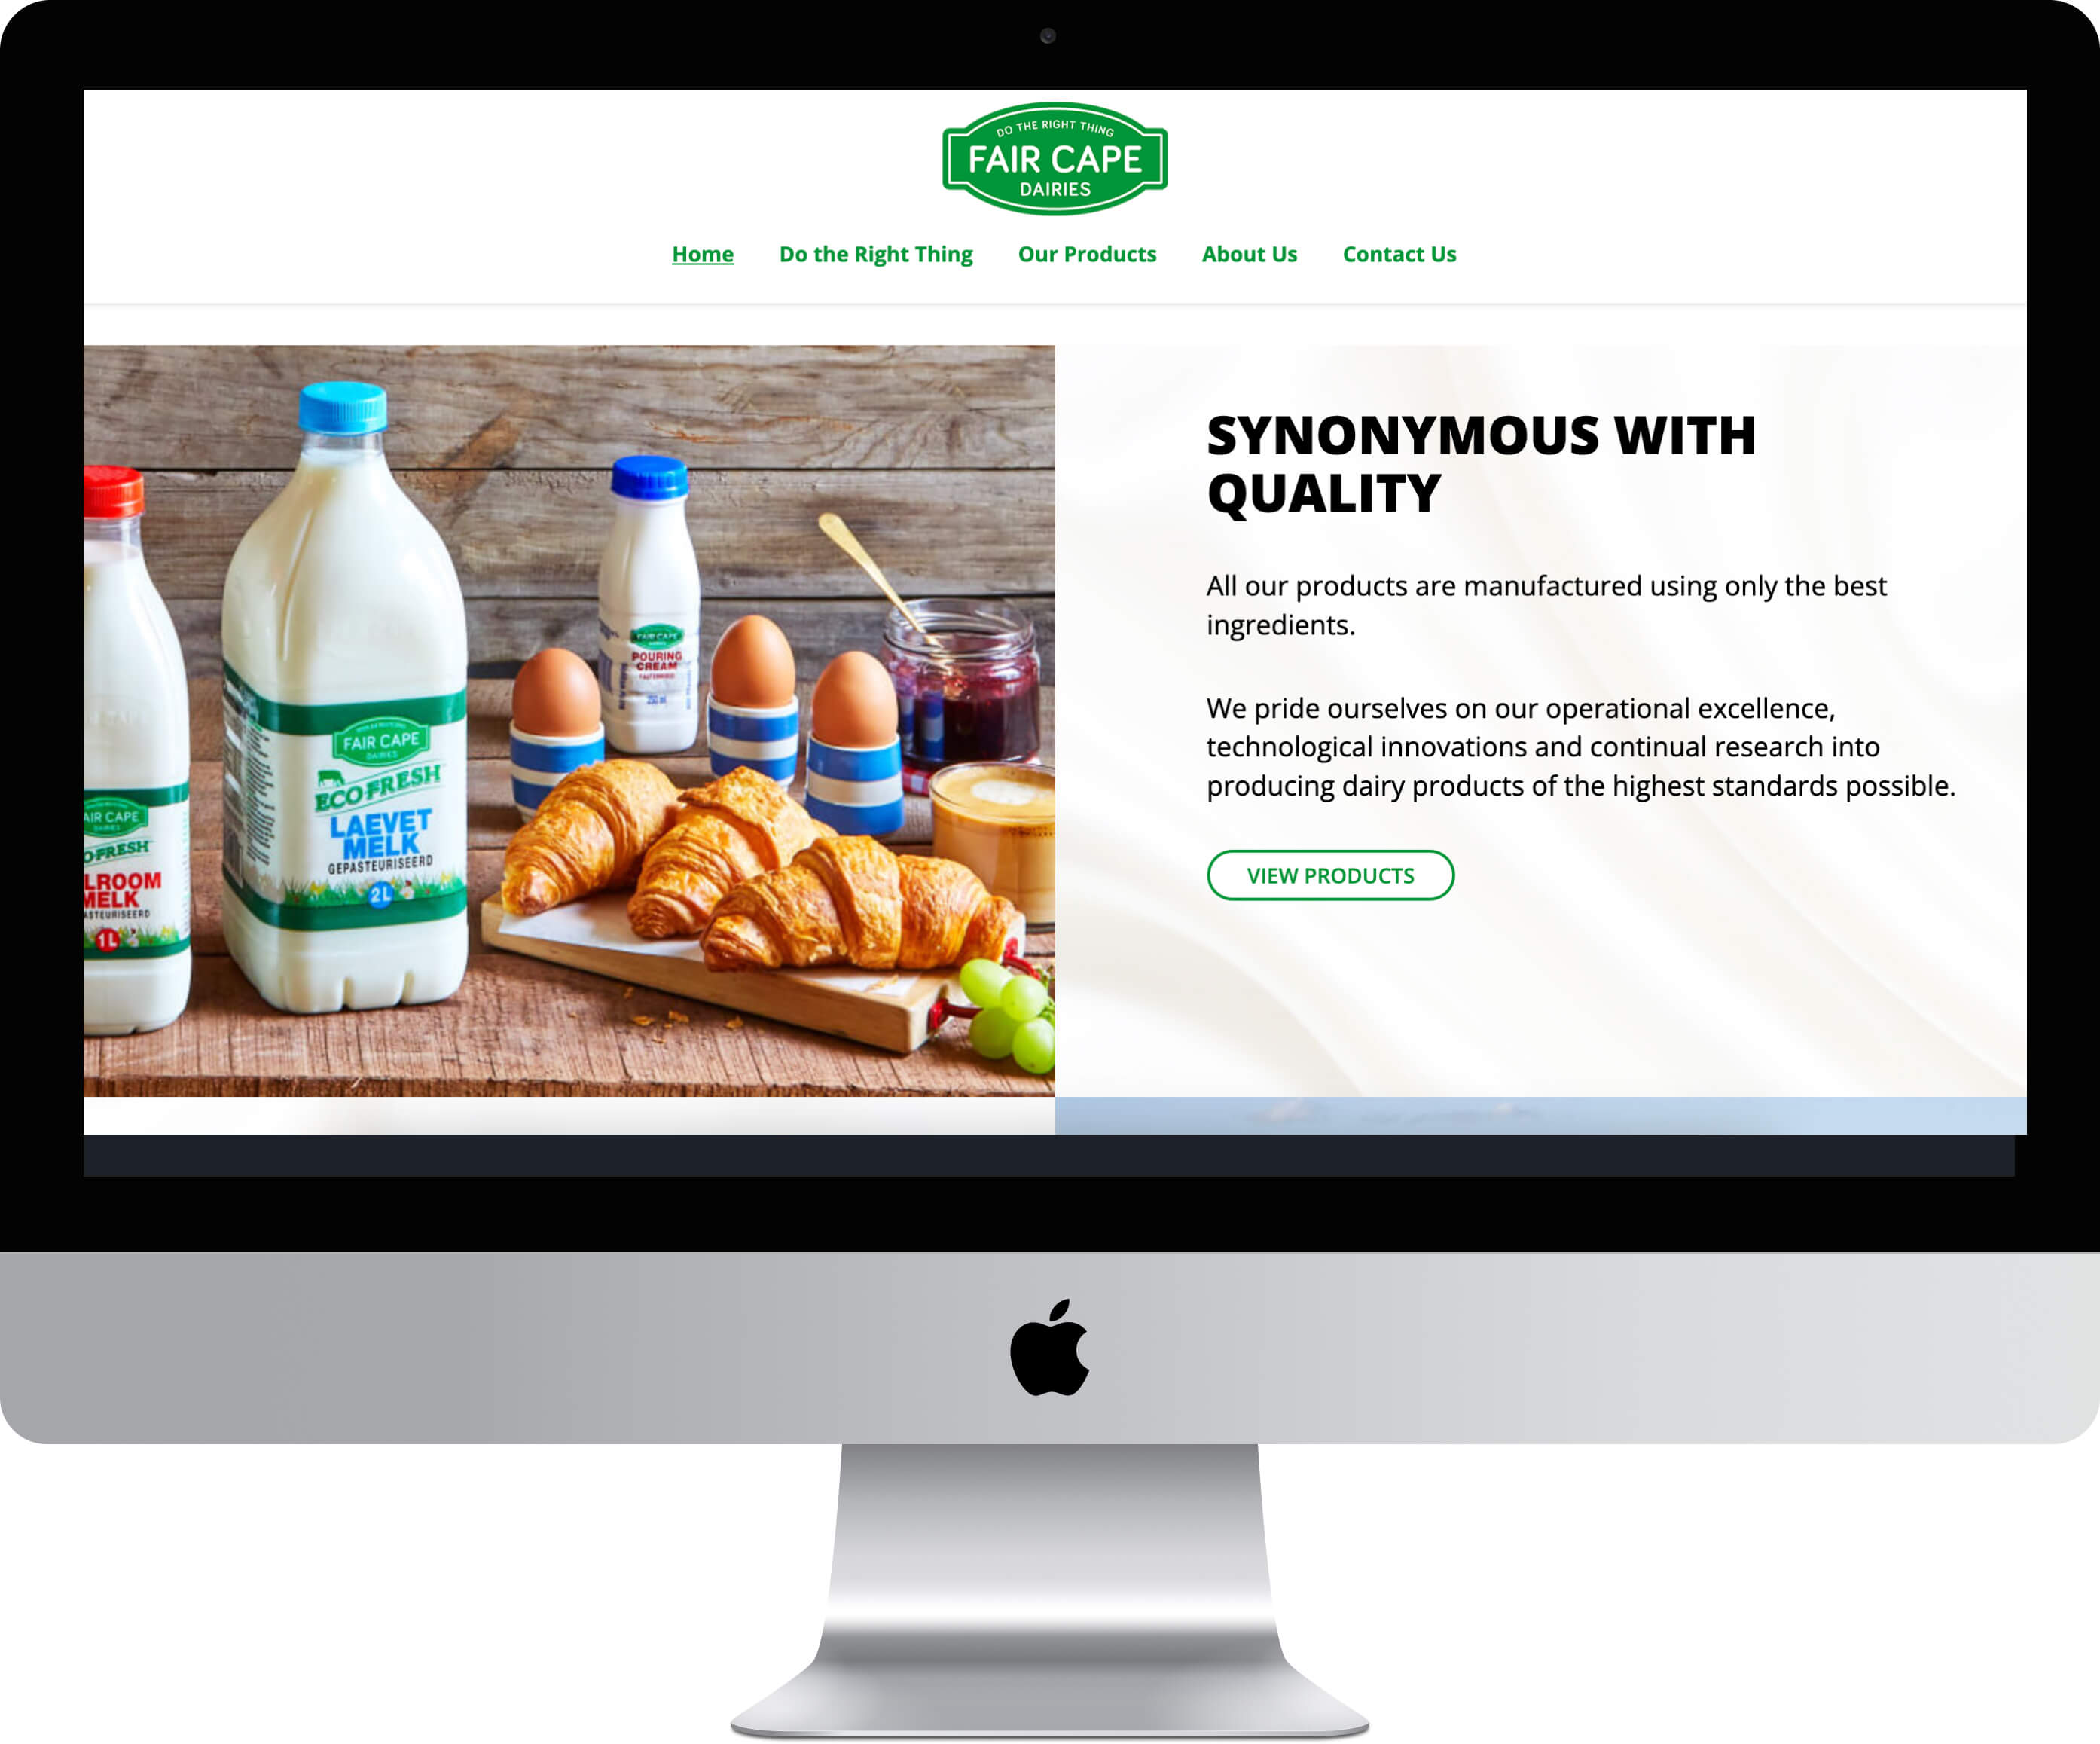 DO THE RIGHT THING
FAIR CAPE
DAIRIES
Home Do the Right Thing Our Products About Us Contact Us
SYNONYMOUS WITH
QUALITY
All our products are manufactured using only the best
ingredients.
We pride ourselves on our operational excellence,
technological innovations and continual research into
producing dairy products of the highest standards possible.
VIEW PRODUCTS
FAIR CAPE
DAIRIES
ECO FRESH
LAEVET
MELK
GEPASTEURISEERD
2L
AIR CAPE
O FRESH
LROOM
MELK
ASTEURISEERD
1L
FAIR CAPE
POURING
CREAM